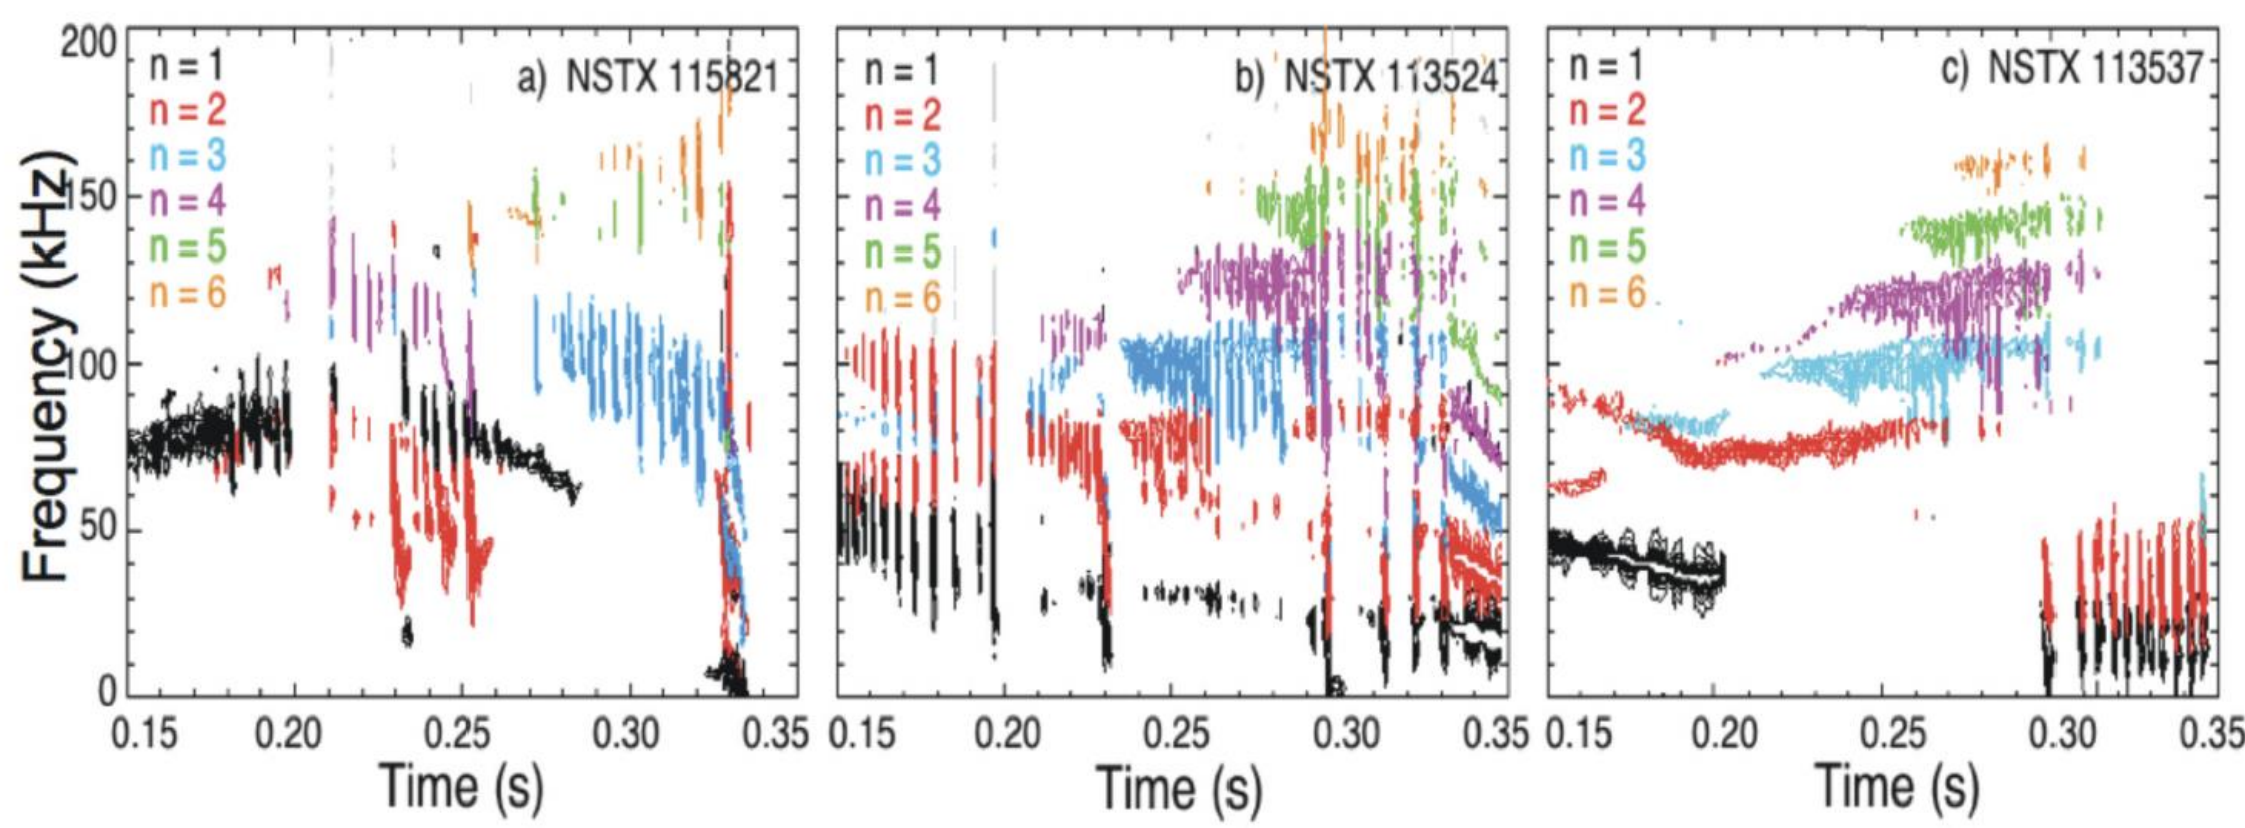 Frequency (kHz)
200
150
100
50
0
n = 1
n = 2
n = 3
n = 4
n = 5
n = 6
a) NSTX 115821
0.15 0.20 0.25 0.30 0.35
Time (s)
n = 1
n = 2
n = 3
n = 4
n = 5
n = 6
b) NSTX 113524
0.15 0.20 0.25 0.30 0.35
Time (s)
n = 1
n = 2
n = 3
n = 4
n = 5
n = 6
c) NSTX 113537
0.15 0.20 0.25 0.30 0.35
Time (s)